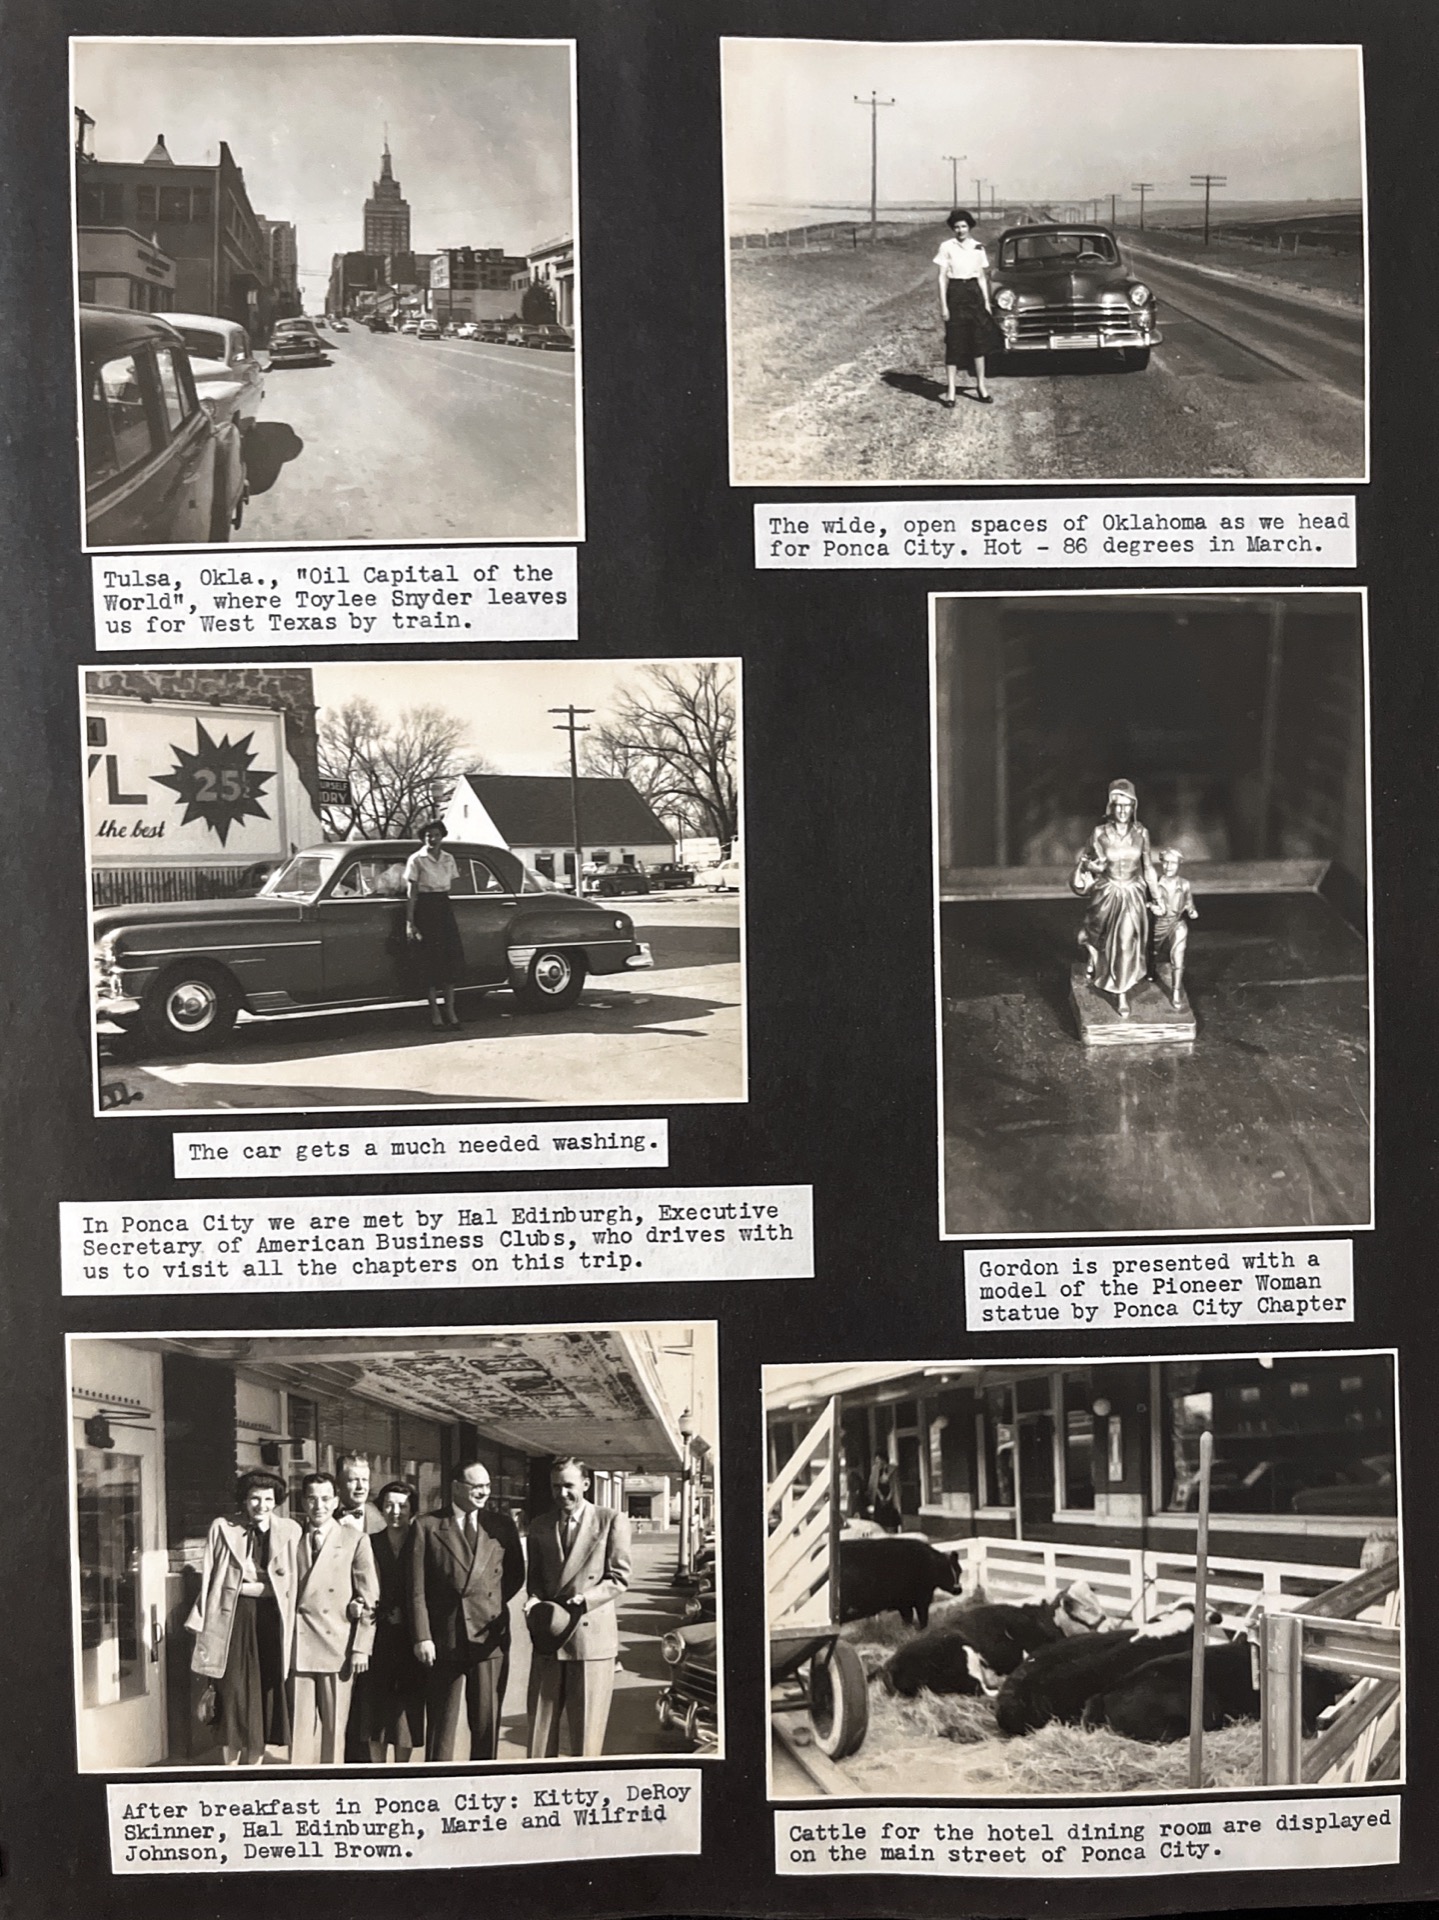 Tulsa, Okla., "Oil Capital of the
World", where Toylee Snyder leaves
us for West Texas by train.
The wide, open spaces of Oklahoma as we head
for Ponca City. Hot - 86 degrees in March.
L
25¢
the best
URSELF
DRY
The car gets a much needed washing.
In Ponca City we are met by Hal Edinburgh, Executive
Secretary of American Business Clubs, who drives with
us to visit all the chapters on this trip.
Gordon is presented with a
model of the Pioneer Woman
statue by Ponca City Chapter
After breakfast in Ponca City: Kitty, DeRoy
Skinner, Hal Edinburgh, Marie and Wilfrid
Johnson, Dewell Brown.
Cattle for the hotel dining room are displayed
on the main street of Ponca City.